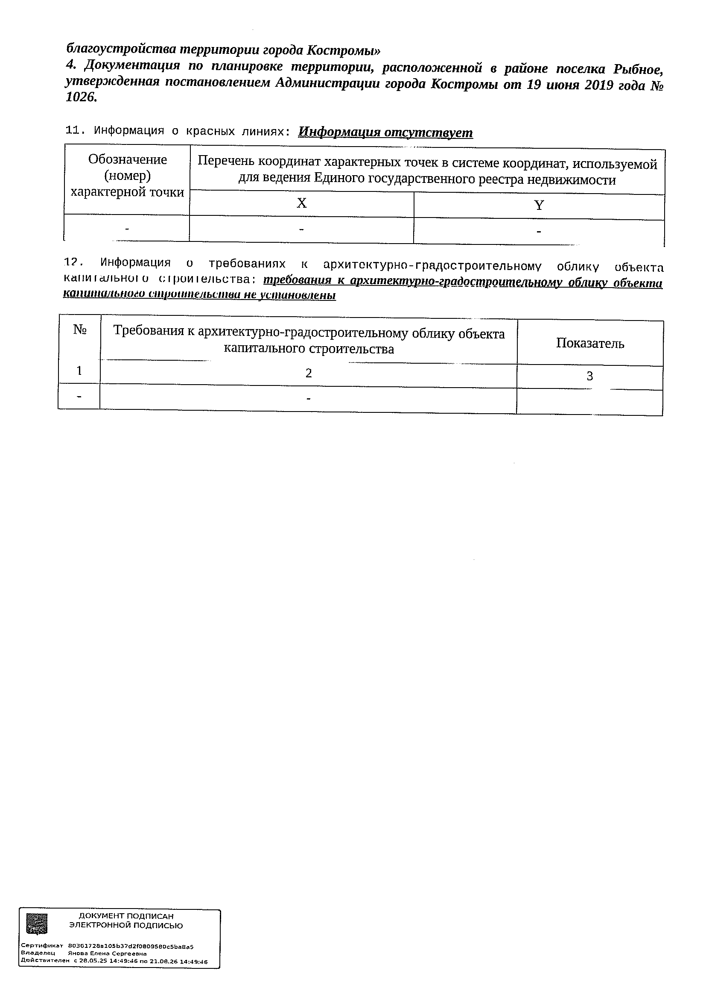 благоустройства территории города Костромы»
4. Документация по планировке территории, расположенной в районе поселка Рыбное,
утвержденная постановлением Администрации города Костромы от 19 июня 2019 года №
1026.
11. Информация о красных линиях: Информация отсутствует
Обозначение
(номер)
характерной точки
Перечень координат характерных точек в системе координат, используемой
для ведения Единого государственного реестра недвижимости
X
Y
-
-
-
12. Информация о требованиях к архитектурно-градостроительному облику объекта
капитального строительства: требования к архитектурно-градостроительному облику объекта
капитального строительства не установлены
№
Требования к архитектурно-градостроительному облику объекта
капитального строительства
Показатель
1
2
3
-
-
ДОКУМЕНТ ПОДПИСАН
ЭЛЕКТРОННОЙ ПОДПИСЬЮ
Сертификат
Владелец Янова Елена Сергеевна
Действителен с 28.05.25 14:49:46 по 21.08.26 14:49:46